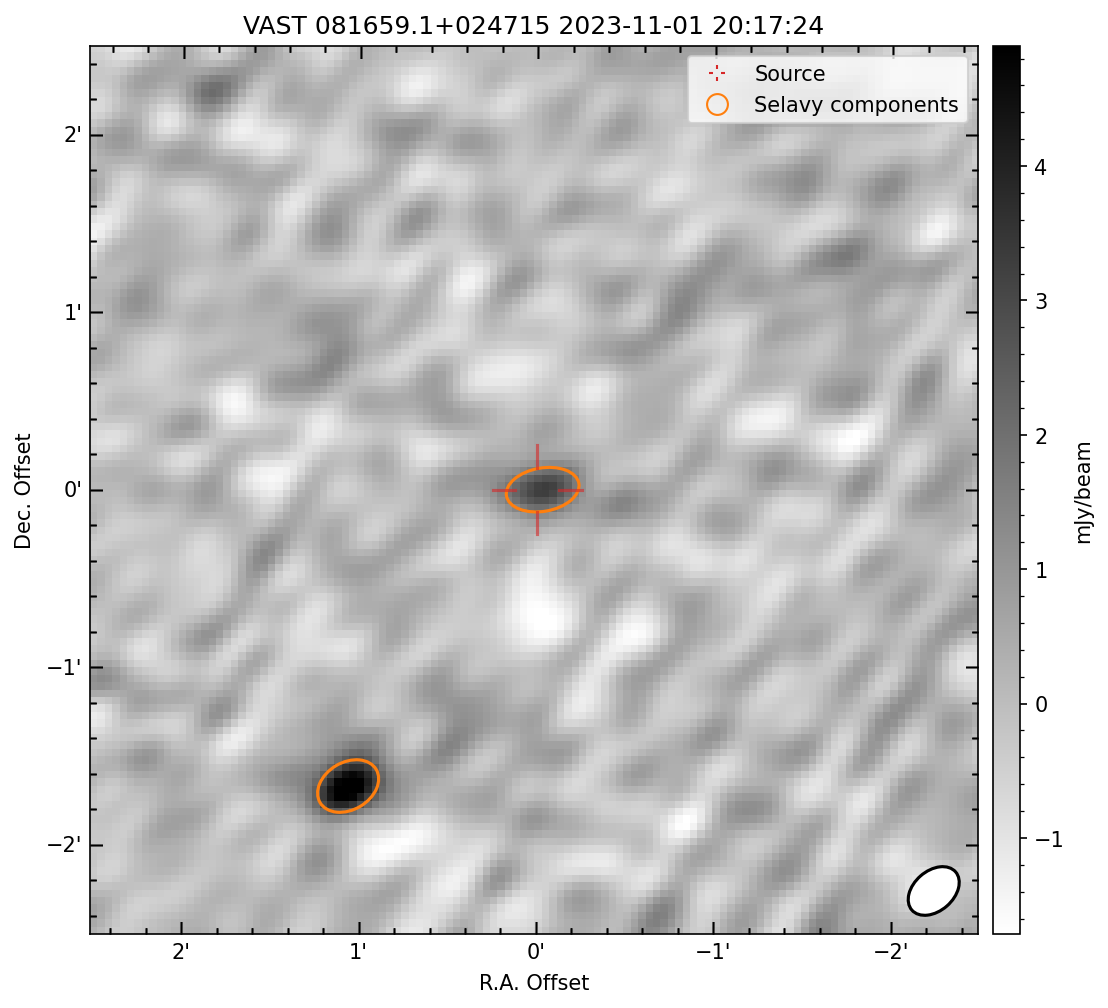 VAST 081659.1+024715 2023-11-01 20:17:24
Source
Selavy components
2'
1'
0'
−1'
−2'
Dec. Offset
2'
1'
0'
−1'
−2'
R.A. Offset
4
3
2
1
0
−1
mJy/beam